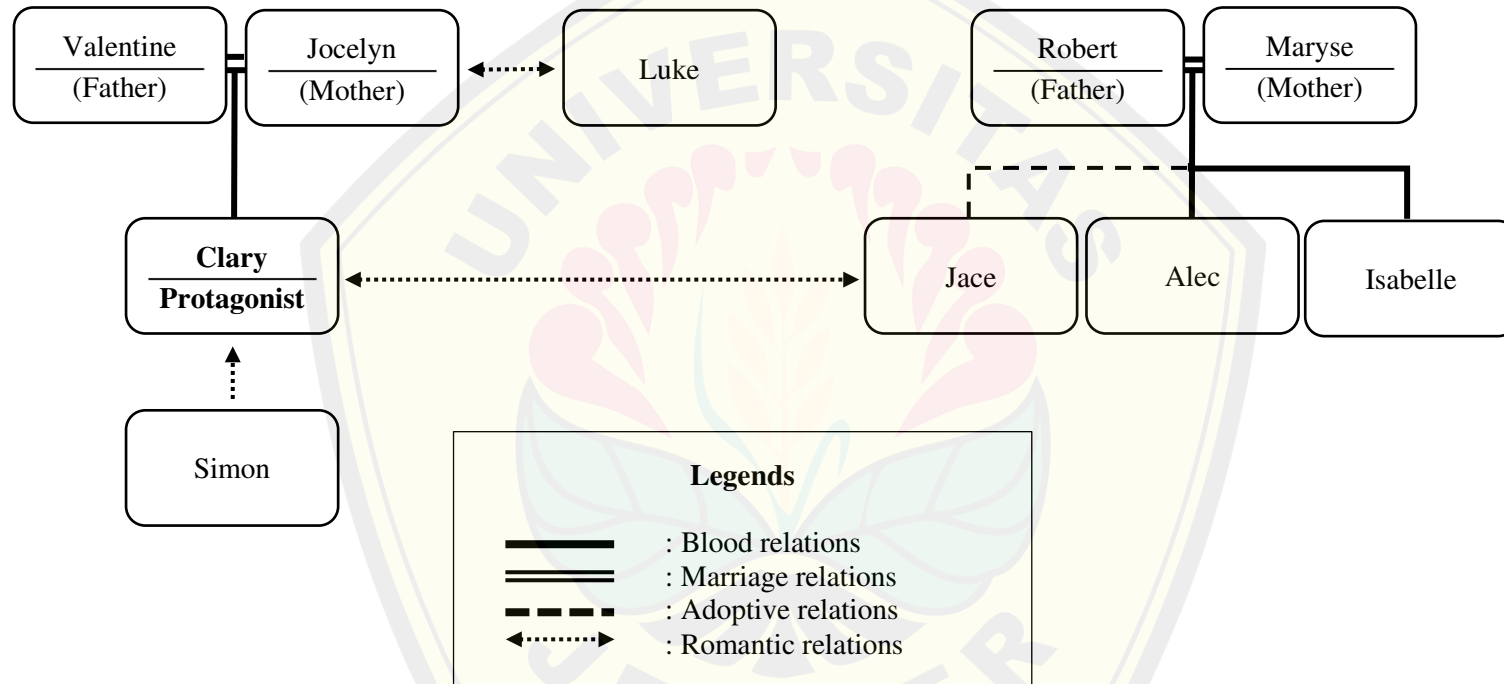 Valentine
(Father)
Jocelyn
(Mother)
Luke
Robert
(Father)
Maryse
(Mother)
Clary
Protagonist
Jace
Alec
Isabelle
Simon
Legends
: Blood relations
: Marriage relations
: Adoptive relations
: Romantic relations
UNIVERSITAS